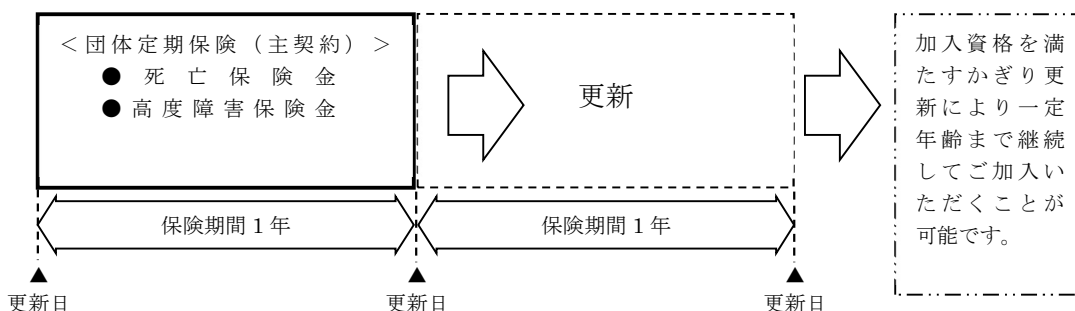 ＜団体定期保険（主契約）＞
●死亡保険金
●高度障害保険金
更新
加入資格を満
たすかぎり更
新により一定
年齢まで継続
してご加入い
ただくことが
可能です。
保険期間１年
保険期間１年
更新日
更新日
更新日